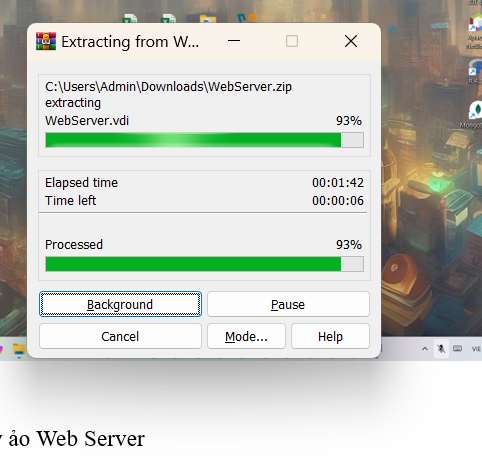 Extracting from W...
C:\Users\Admin\Downloads\WebServer.zip
extracting
WebServer.vdi 93%
Elapsed time 00:01:42
Time left 00:00:06
Processed 93%
Background Pause
Cancel Mode... Help
VIE
ảo Web Server